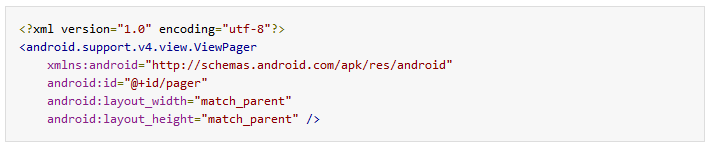 <?xml version="1.0" encoding="utf-8"?>
<android.support.v4.view.ViewPager
    xmlns:android="http://schemas.android.com/apk/res/android"
    android:id="@+id/pager"
    android:layout_width="match_parent"
    android:layout_height="match_parent" />